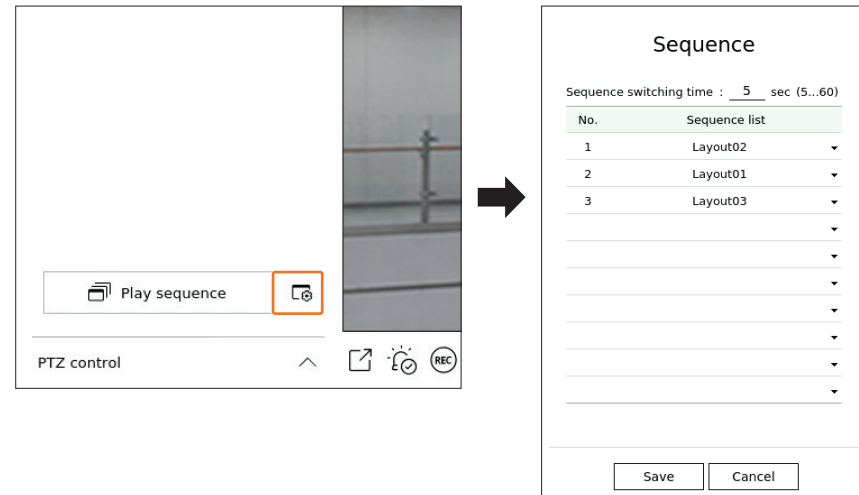 Play sequence
PTZ control
REC
Sequence
Sequence switching time : 5 sec (5...60)
No. Sequence list
1 Layout02
2 Layout01
3 Layout03
Save Cancel